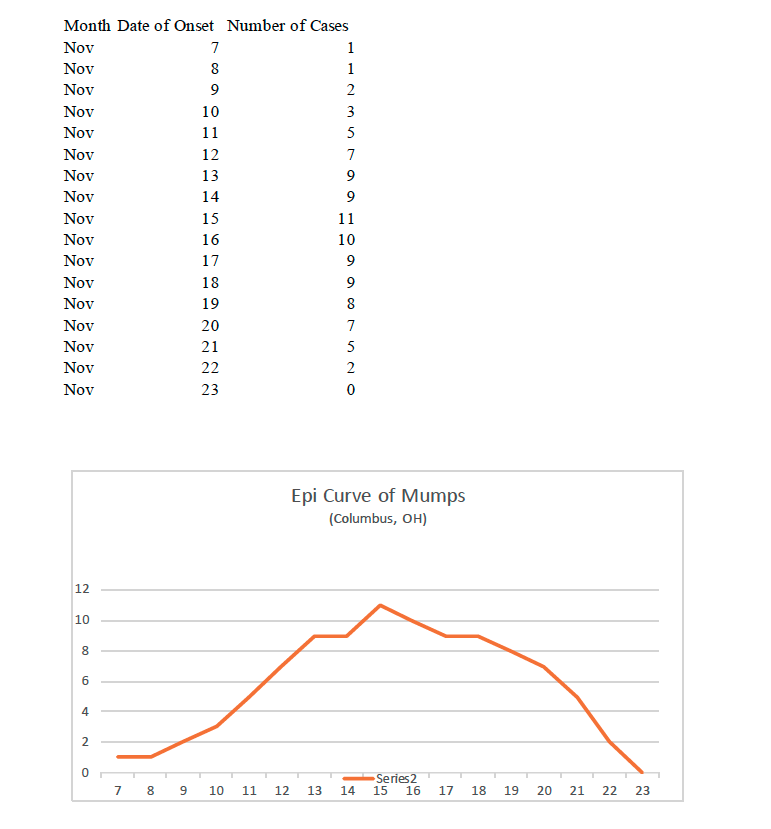 Month Date of Onset Number of Cases
Nov 7 1
Nov 8 1
Nov 9 2
Nov 10 3
Nov 11 5
Nov 12 7
Nov 13 9
Nov 14 9
Nov 15 11
Nov 16 10
Nov 17 9
Nov 18 9
Nov 19 8
Nov 20 7
Nov 21 5
Nov 22 2
Nov 23 0
Epi Curve of Mumps
(Columbus, OH)
12
10
8
6
4
2
0
Series2
7 8 9 10 11 12 13 14 15 16 17 18 19 20 21 22 23